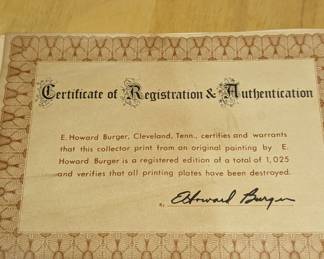 Certificate of Registration & Authentication
E. Howard Burger, Cleveland, Tenn., certifies and warrants
that this collector print from an original painting by E.
Howard Burger is a registered edition of a total of 1,025
and verifies that all printing plates have been destroyed.
By E Howard Burger